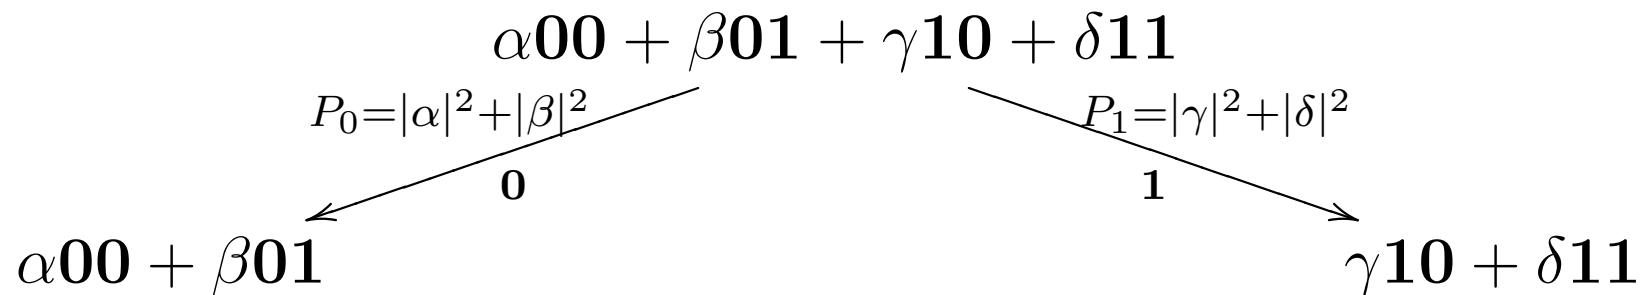 α00 + β01 + γ10 + δ11
P₀=|α|²+|β|² P₁=|γ|²+|δ|²
0 1
α00 + β01 γ10 + δ11